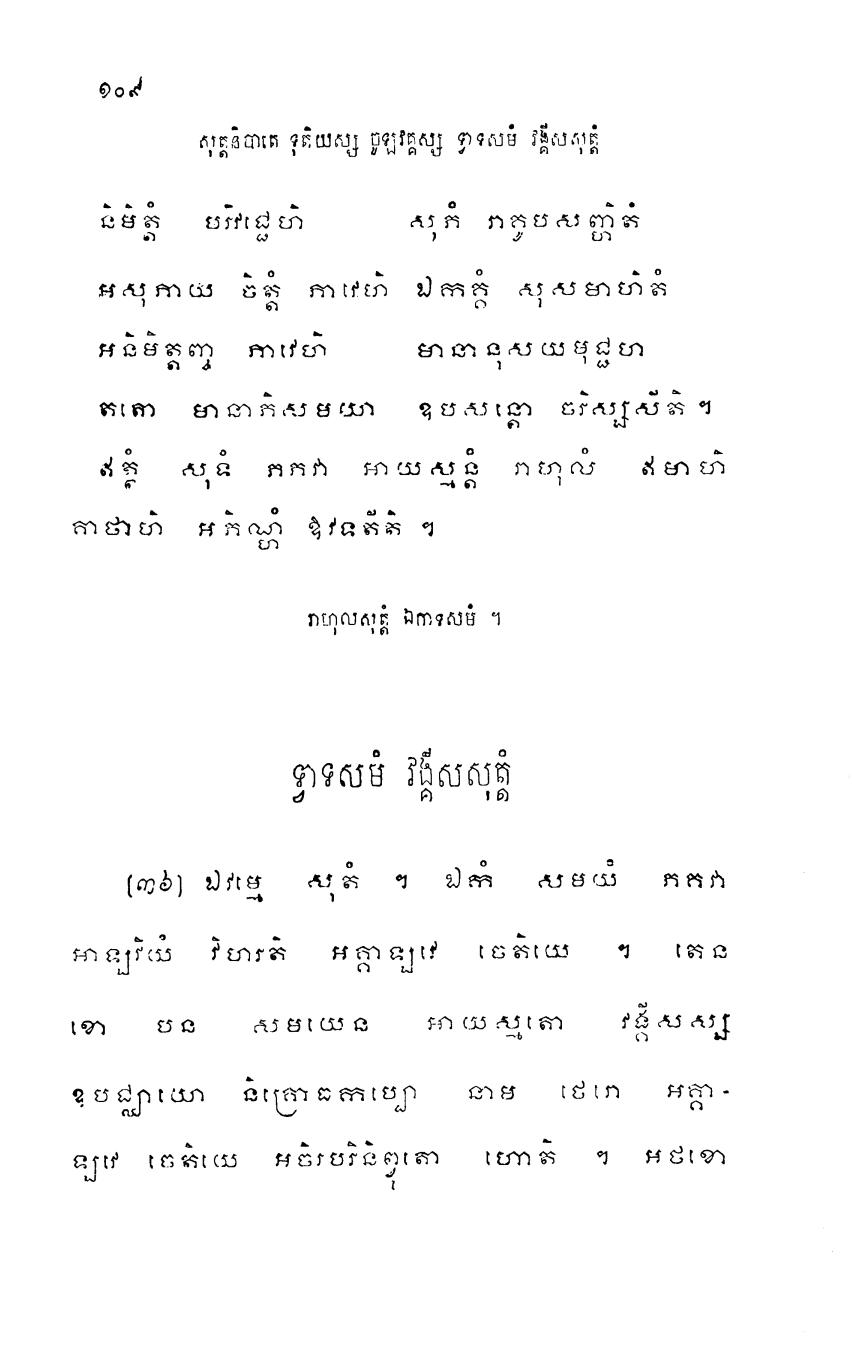 ១០៩
សុត្តនិបាតេ ទុតិយស្ស ចូឡវគ្គស្ស ទ្វាទសមំ វង្គីសសុត្តំ
និមិត្តំ បរិវជ្ជេហិ សុភំ រាគូបសញ្ហិតំ
អសុភាយ ចិត្តំ ភាវេហិ ឯកគ្គំ សុសមាហិតំ
អនិមិត្តញ្ច ភាវេហិ មានានុសយមុជ្ជហ
តតោ មានាភិសមយា ឧបសន្តោ ចរិស្សសីតិ ។
ឥត្ថំ សុទំ ភគវា អាយស្មន្តំ រាហុលំ ឥមាហិ
គាថាហិ អភិណ្ហំ ឱវទតីតិ ។
រាហុលសុត្តំ ឯកាទសមំ ។
ទ្វាទសមំ វង្គីសសុត្តំ
[៣៦] ឯវម្មេ សុតំ ។ ឯកំ សមយំ ភគវា
អាឡវិយំ វិហរតិ អគ្គាឡវេ ចេតិយេ ។ តេន
ខោ បន សមយេន អាយស្មតោ វង្គីសស្ស
ឧបជ្ឈាយោ និគ្រោធកប្បោ នាម ថេរោ អគ្គា-
ឡវេ ចេតិយេ អចិរបរិនិព្វុតោ ហោតិ ។ អថខោ